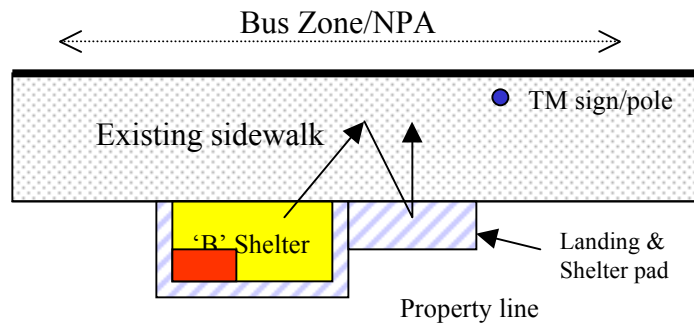 Bus Zone/NPA
TM sign/pole
Existing sidewalk
‘B’ Shelter
Landing &
Shelter pad
Property line